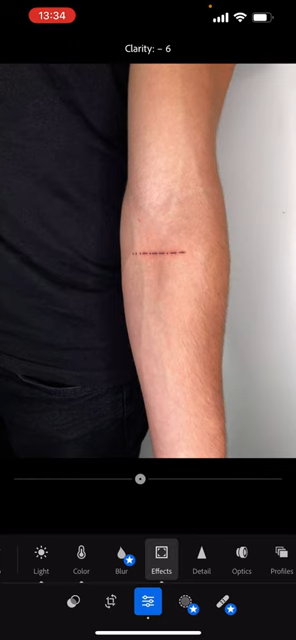 13:34
Clarity: – 6
Light
Color
Blur
Effects
Detail
Optics
Profiles